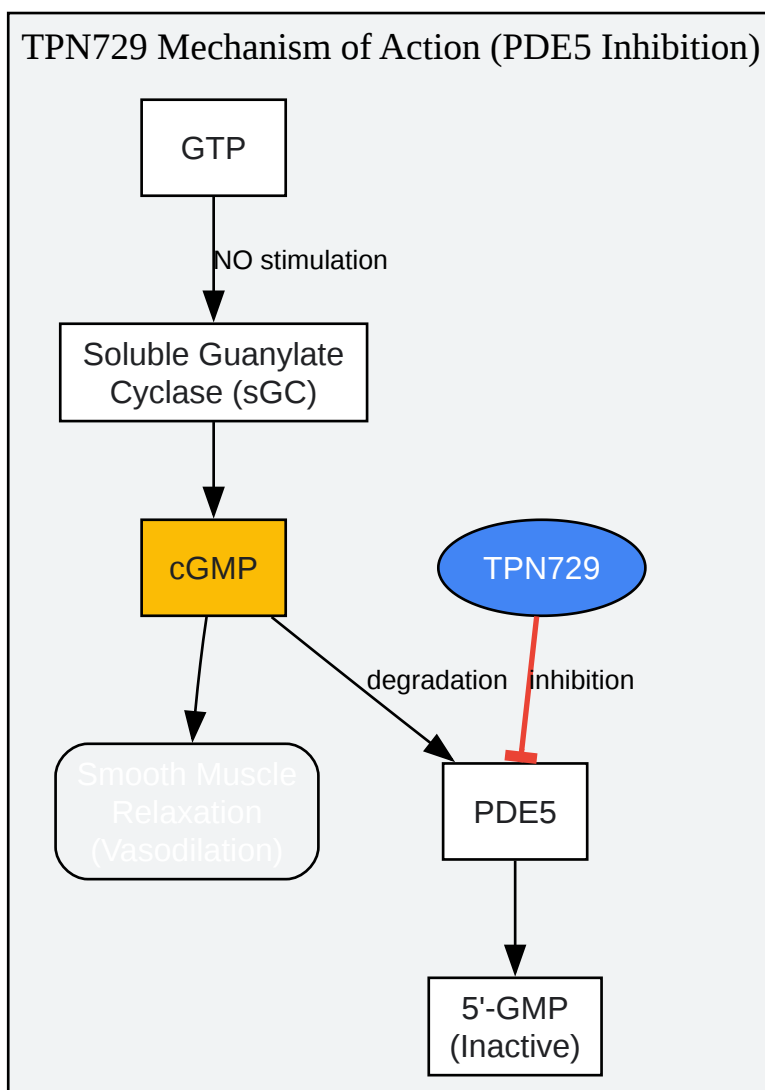 TPN729 Mechanism of Action (PDE5 Inhibition)
GTP
NO stimulation
Soluble Guanylate
Cyclase (sGC)
cGMP
TPN729
degradation
inhibition
Smooth Muscle
Relaxation
(Vasodilation)
PDE5
5'-GMP
(Inactive)